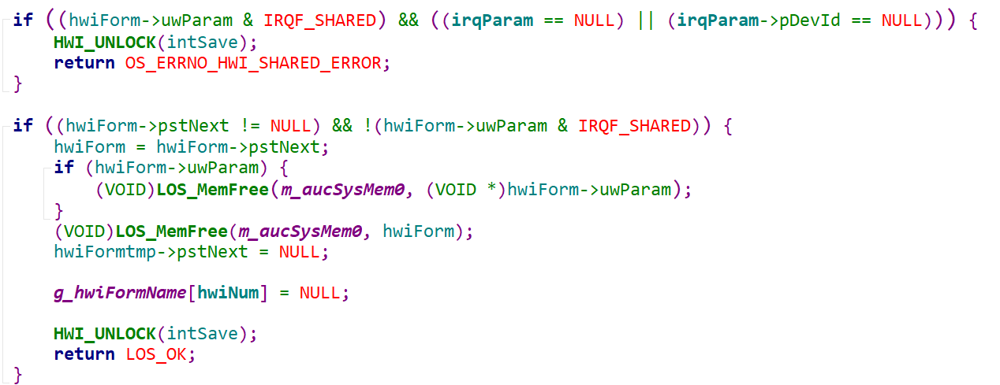 if ((hwiForm->uwParam & IRQF_SHARED) && ((irqParam == NULL) || (irqParam->pDevId == NULL))) {
    HWI_UNLOCK(intSave);
    return OS_ERRNO_HWI_SHARED_ERROR;
}

if ((hwiForm->pstNext != NULL) && !(hwiForm->uwParam & IRQF_SHARED)) {
    hwiForm = hwiForm->pstNext;
    if (hwiForm->uwParam) {
        (VOID)LOS_MemFree(m_aucSysMem0, (VOID *)hwiForm->uwParam);
    }
    (VOID)LOS_MemFree(m_aucSysMem0, hwiForm);
    hwiFormtmp->pstNext = NULL;

    g_hwiFormName[hwiNum] = NULL;

    HWI_UNLOCK(intSave);
    return LOS_OK;
}